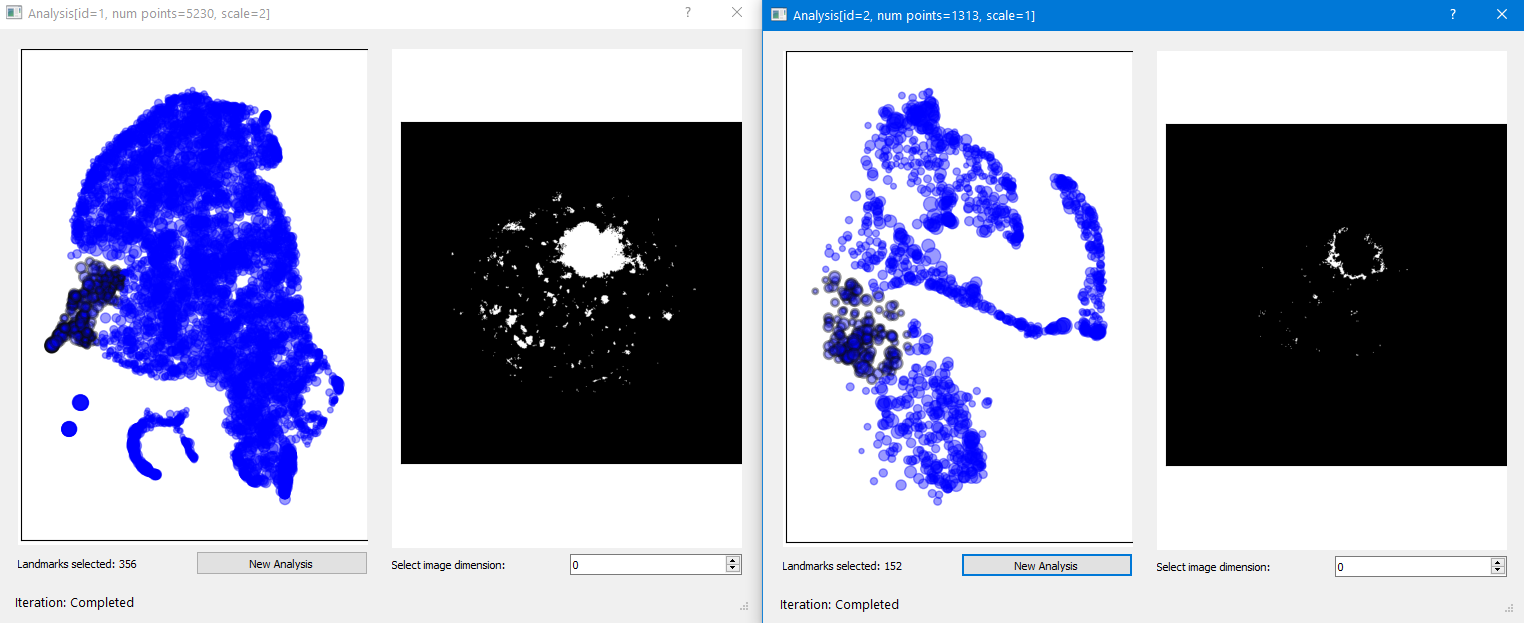 Analysis[id=1, num points=5230, scale=2]
?
Landmarks selected: 356
New Analysis
Select image dimension:
0
Iteration: Completed
Analysis[id=2, num points=1313, scale=1]
?
Landmarks selected: 152
New Analysis
Select image dimension:
0
Iteration: Completed